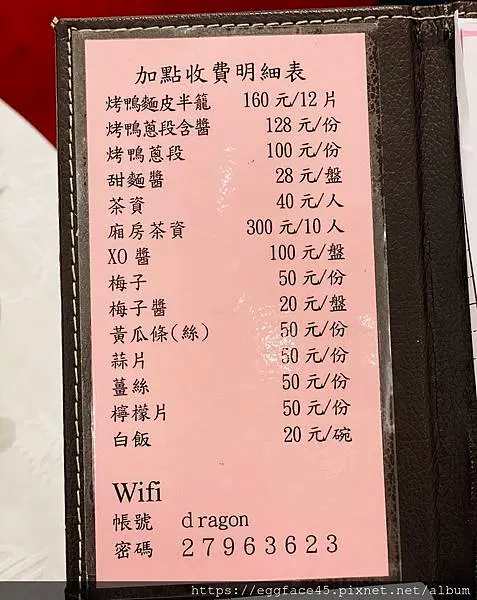 加點收費明細表
烤鴨麵皮半籠 160元/12片
烤鴨蔥段含醬 128元/份
烤鴨蔥段 100元/份
甜麵醬 28元/盤
茶資 40元/人
廂房茶資 300元/10人
XO醬 100元/盤
梅子 50元/份
梅子醬 20元/盤
黃瓜條(絲) 50元/份
蒜片 50元/份
薑絲 50元/份
檸檬片 50元/份
白飯 20元/碗
Wifi
帳號 dragon
密碼 27963623
https://eggface45.pixnet.net/album